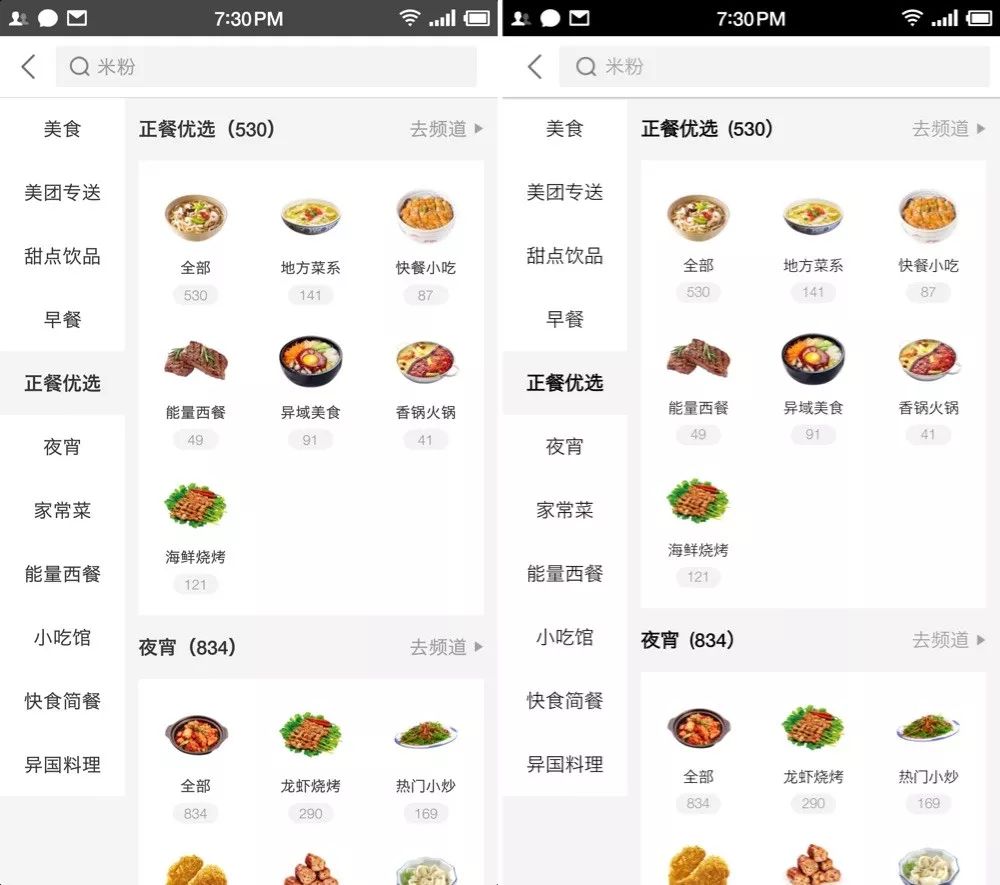 7:30PM
米粉
美食
美团专送
甜点饮品
早餐
正餐优选
夜宵
家常菜
能量西餐
小吃馆
快食简餐
异国料理
正餐优选（530） 去频道
全部 地方菜系 快餐小吃
530 141 87
能量西餐 异域美食 香锅火锅
49 91 41
海鲜烧烤
121
夜宵（834） 去频道
全部 龙虾烧烤 热门小炒
834 290 169
7:30PM
米粉
美食
美团专送
甜点饮品
早餐
正餐优选
夜宵
家常菜
能量西餐
小吃馆
快食简餐
异国料理
正餐优选 (530) 去频道
全部 地方菜系 快餐小吃
530 141 87
能量西餐 异域美食 香锅火锅
49 91 41
海鲜烧烤
121
夜宵 (834) 去频道
全部 龙虾烧烤 热门小炒
834 290 169